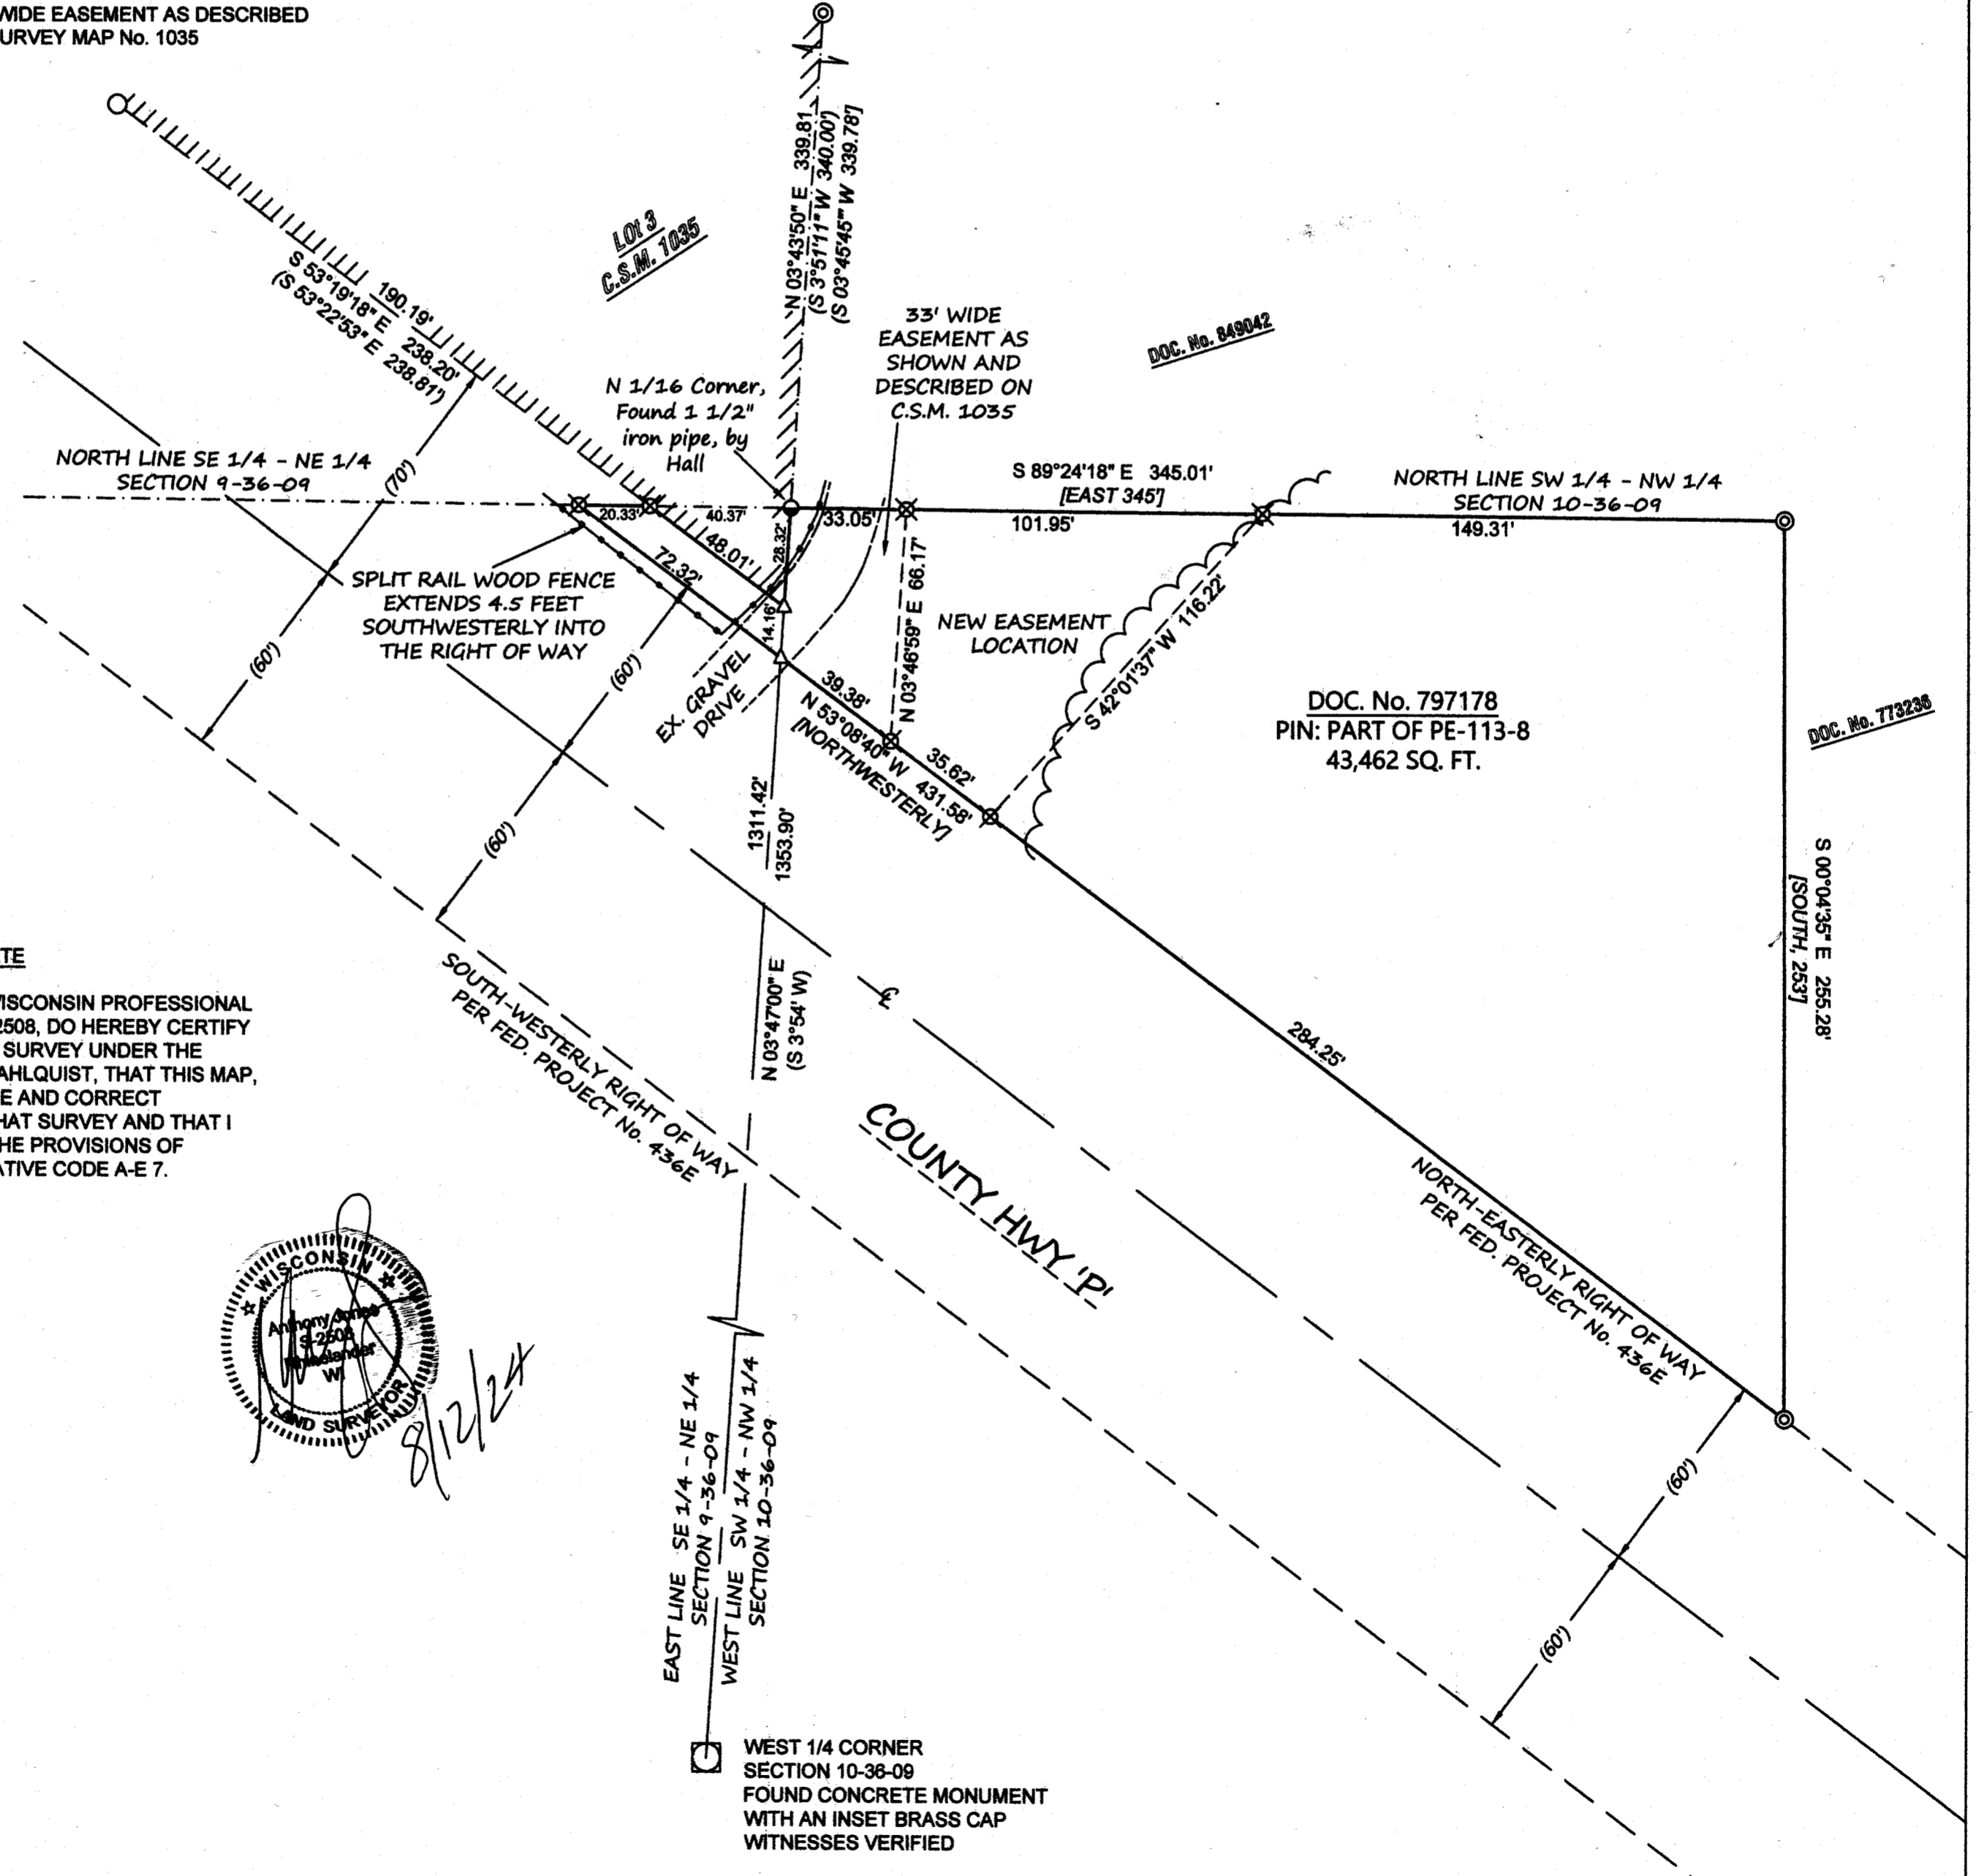 WIDE EASEMENT AS DESCRIBED
URVEY MAP No. 1035
N 03°43'50" E 339.81
(S 3°51'11" W 340.00')
(S 03°45'45"' W 339.78']
LOt 3
C.S.M. 1035
S 53°19'18" E 190.19'
238.20'
(S 53°22'53" E 238.81')
33' WIDE
EASEMENT AS
SHOWN AND
DESCRIBED ON
C.S.M. 1035
DOC. No. 849042
N 1/16 Corner,
Found 1 1/2"
iron pipe, by
Hall
NORTH LINE SE 1/4 - NE 1/4
SECTION 9-36-09
(70')
S 89°24'18" E 345.01'
[EAST 345']
NORTH LINE SW 1/4 - NW 1/4
SECTION 10-36-09
20.33'
40.37'
33.05'
101.95'
149.31'
28.32'
48.01'
72.32'
14.16'
N 03°46'59" E 66.17'
SPLIT RAIL WOOD FENCE
EXTENDS 4.5 FEET
SOUTHWESTERLY INTO
THE RIGHT OF WAY
NEW EASEMENT
LOCATION
S 42°01'37" W 116.22'
(60')
(60')
EX. GRAVEL
DRIVE
39.38'
N 53°08'40" W 431.58'
[NORTHWESTERLY]
35.62'
DOC. No. 797178
PIN: PART OF PE-113-8
43,462 SQ. FT.
DOC. No. 773236
(60')
1311.42'
1353.90'
S 00°04'35" E 255.28'
[SOUTH, 253']
TE
WISCONSIN PROFESSIONAL
2508, DO HEREBY CERTIFY
SURVEY UNDER THE
AHLQUIST, THAT THIS MAP,
E AND CORRECT
HAT SURVEY AND THAT I
HE PROVISIONS OF
ATIVE CODE A-E 7.
N 03°47'00" E
(S 3°54' W)
SOUTH-WESTERLY RIGHT OF WAY
PER FED. PROJECT No. 436E
℄
284.25'
COUNTY HWY 'P'
NORTH-EASTERLY RIGHT OF WAY
PER FED. PROJECT No. 436E
WISCONSIN
Anthony Jones
S-2508
Rhinelander
WI
LAND SURVEYOR
8/12/24
EAST LINE SE 1/4 - NE 1/4
SECTION 9-36-09
WEST LINE SW 1/4 - NW 1/4
SECTION 10-36-09
(60')
(60')
WEST 1/4 CORNER
SECTION 10-36-09
FOUND CONCRETE MONUMENT
WITH AN INSET BRASS CAP
WITNESSES VERIFIED